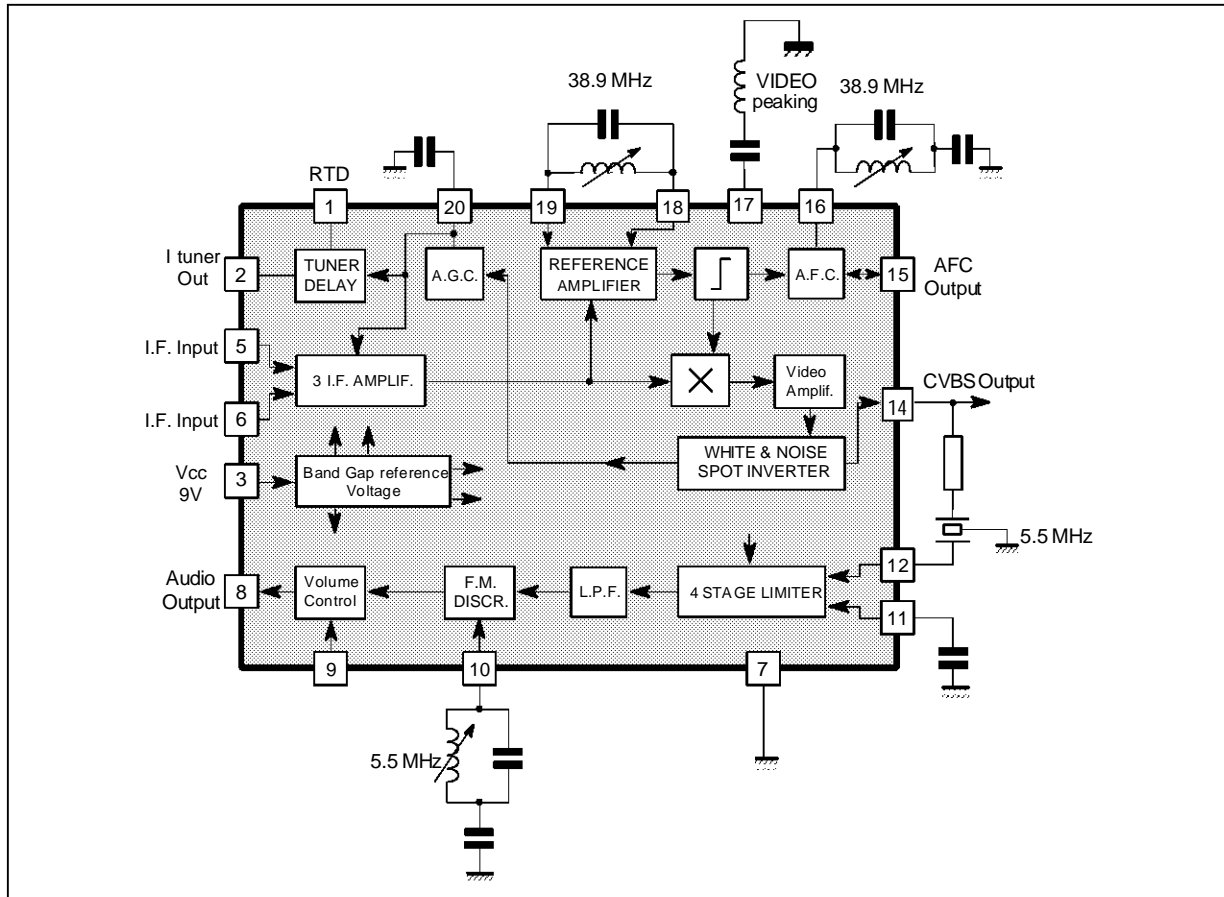 38.9 MHz
VIDEO
peaking
38.9 MHz
RTD
1
20
19
18
17
16
I tuner
Out
2
TUNER
DELAY
A.G.C.
REFERENCE
AMPLIFIER
A.F.C.
15
AFC
Output
I.F. Input
5
3 I.F. AMPLIF.
Video
Amplif.
CVBS Output
14
I.F. Input
6
WHITE & NOISE
SPOT INVERTER
Vcc
9V
3
Band Gap reference
Voltage
5.5 MHz
12
Audio
Output
8
Volume
Control
F.M.
DISCR.
L.P.F.
4 STAGE LIMITER
11
9
10
7
5.5 MHz